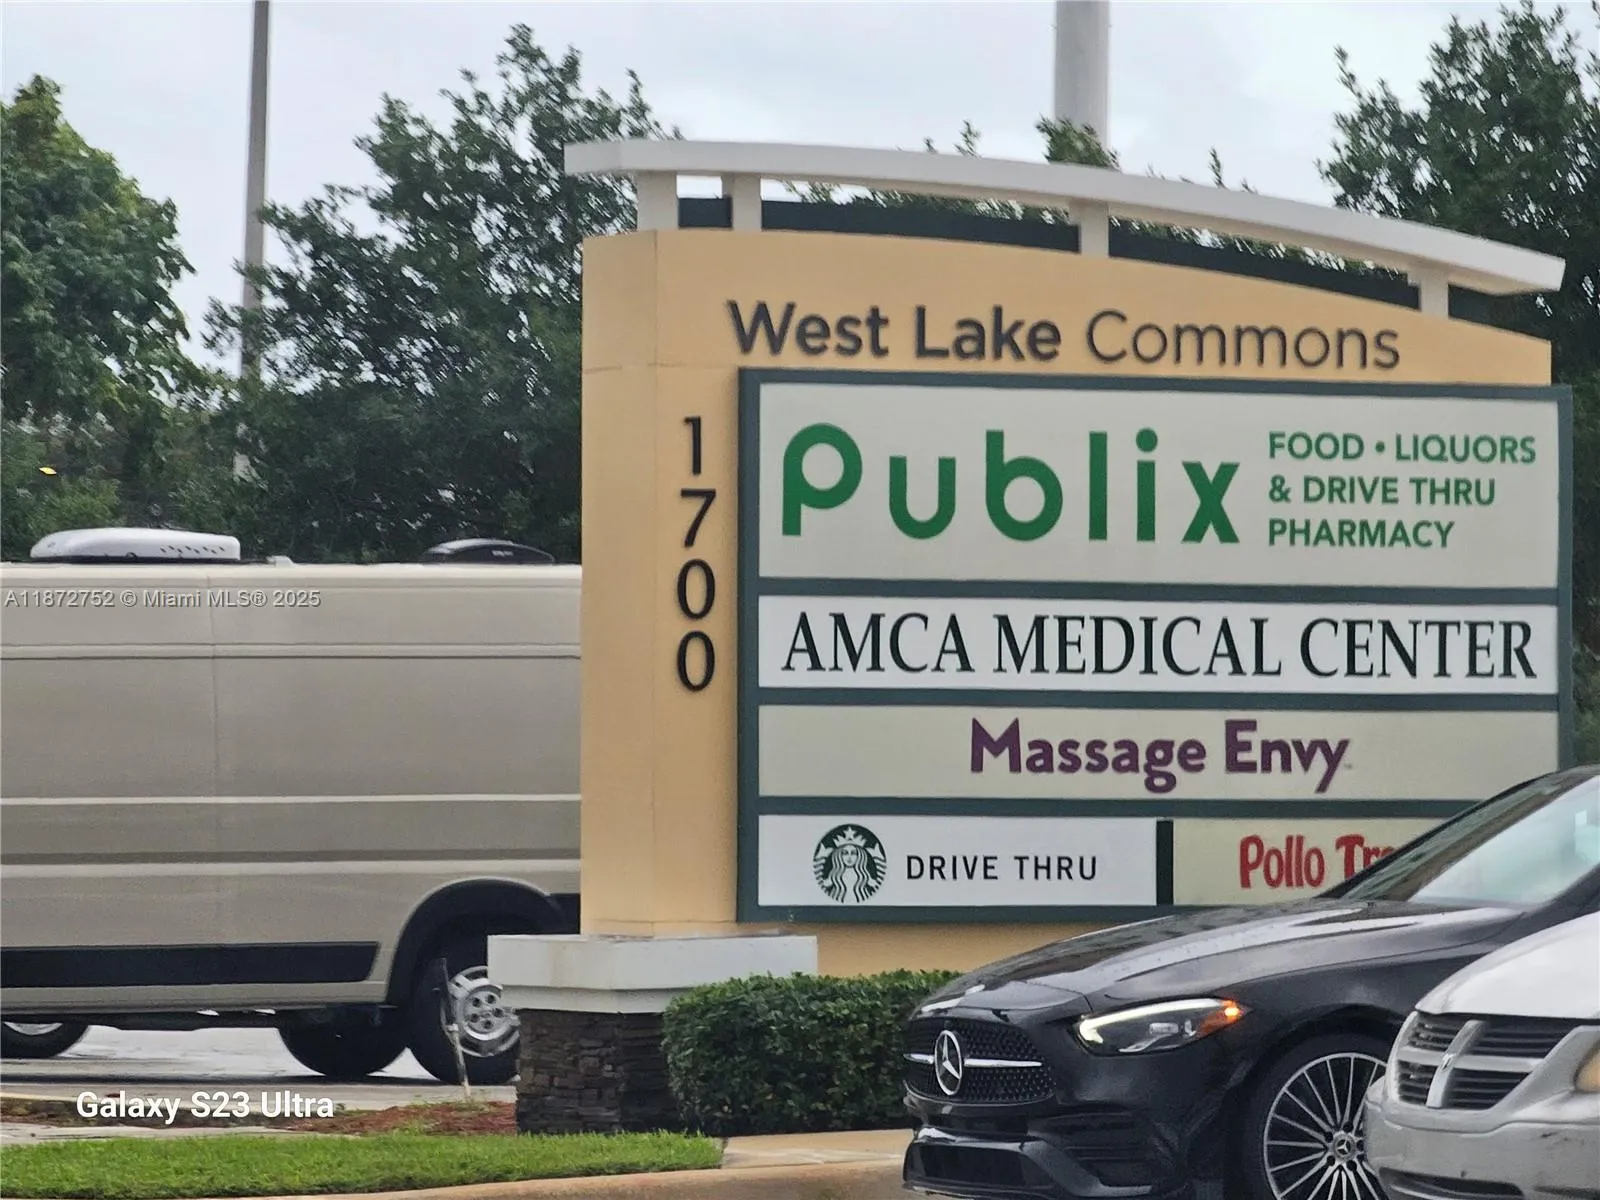 West Lake Commons
1700
Publix
FOOD • LIQUORS
& DRIVE THRU
PHARMACY
AMCA MEDICAL CENTER
Massage Envy
DRIVE THRU
Pollo
A11872752 © Miami MLS® 2025
Galaxy S23 Ultra